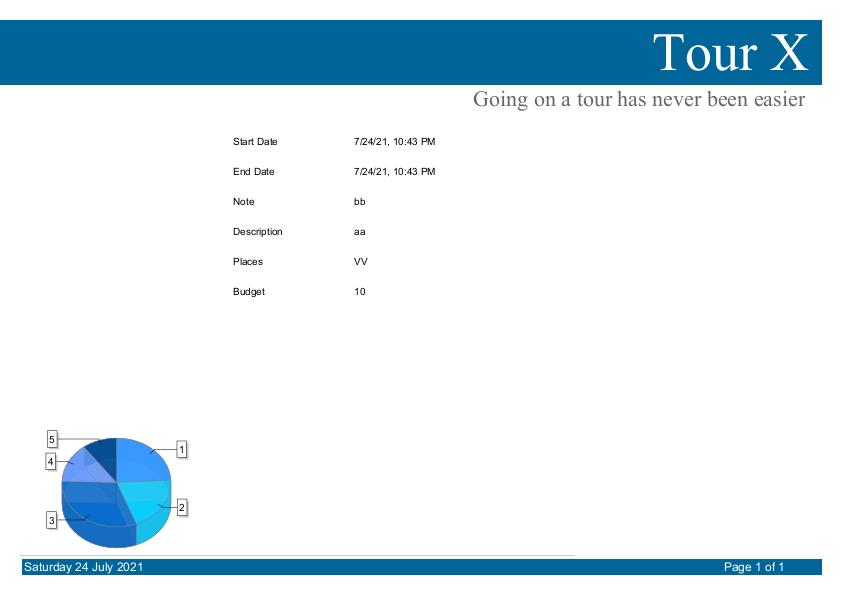 Tour X
Going on a tour has never been easier
Start Date 7/24/21, 10:43 PM
End Date 7/24/21, 10:43 PM
Note bb
Description aa
Places VV
Budget 10
5
1
4
2
3
Saturday 24 July 2021 Page 1 of 1